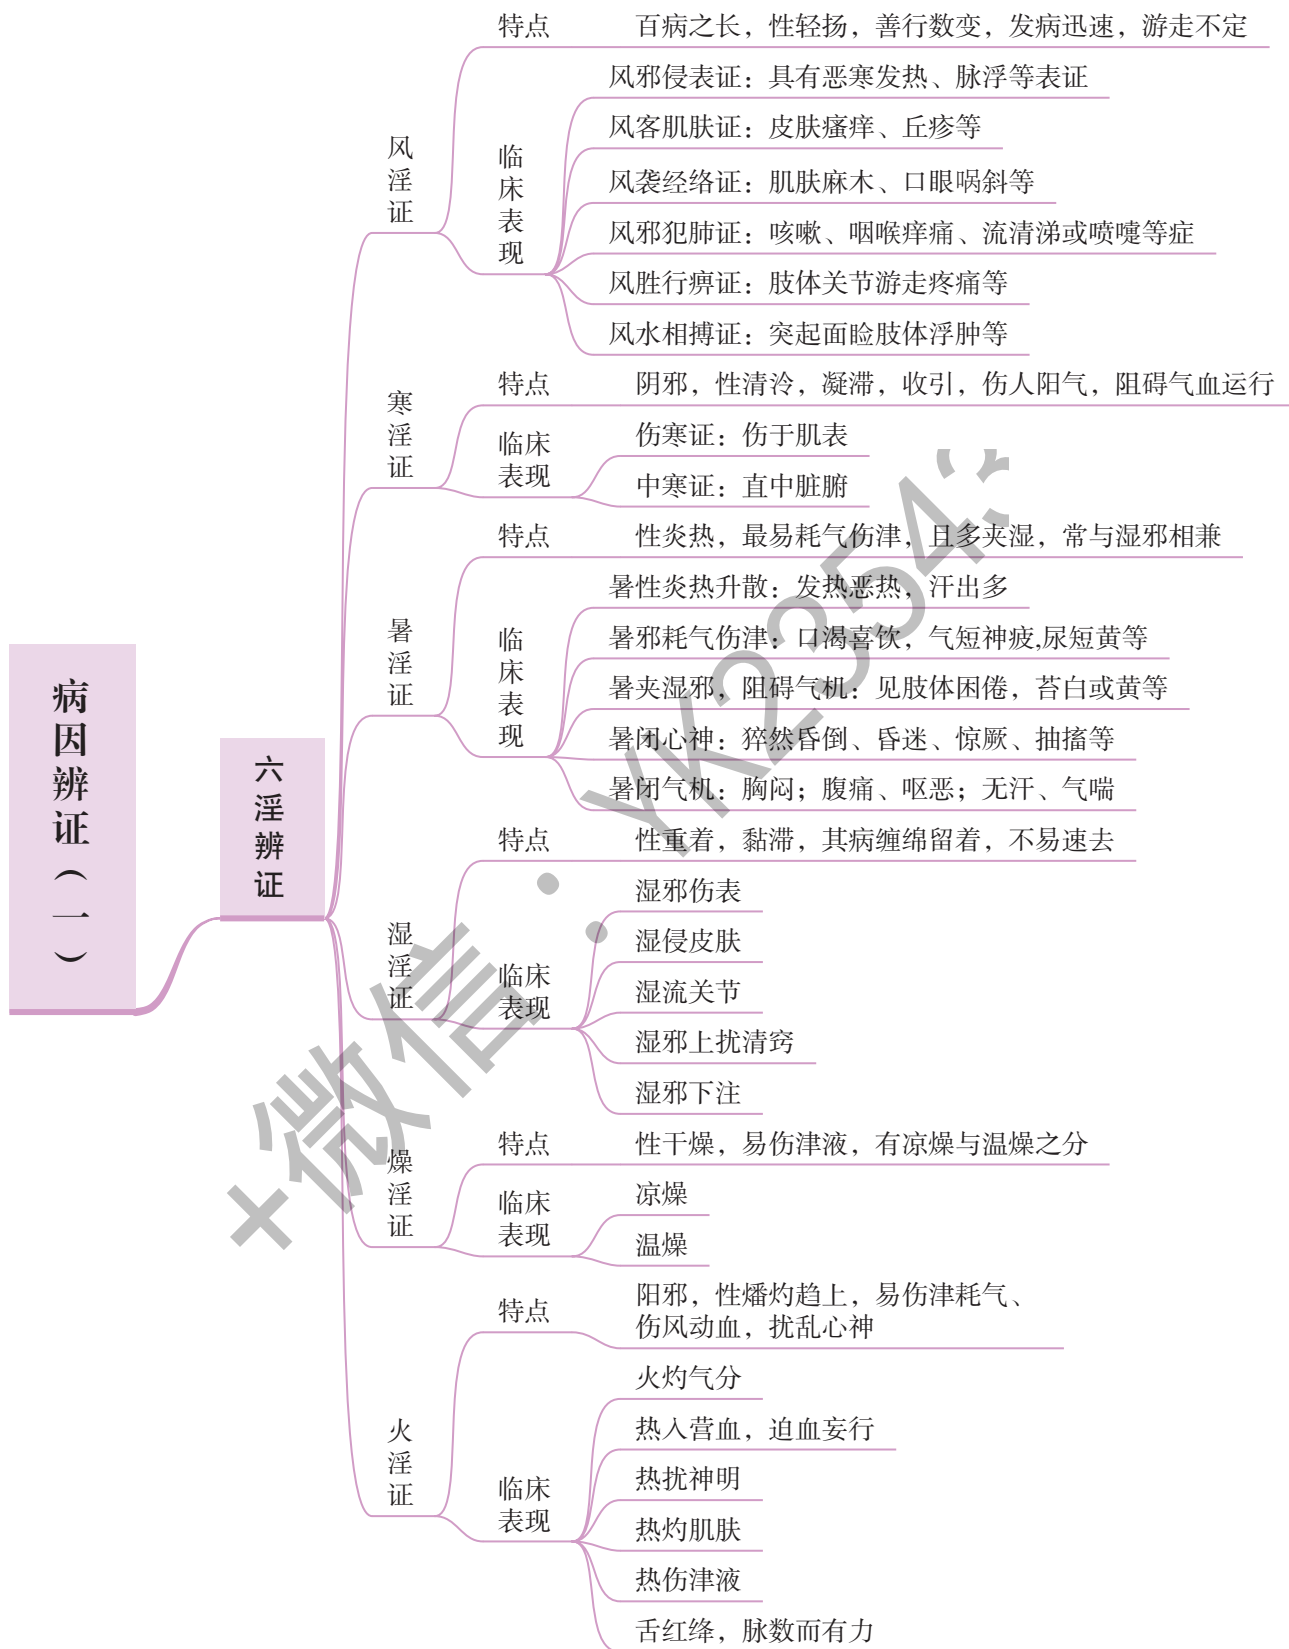 病因辨证（一）
六淫辨证
风淫证
特点
百病之长，性轻扬，善行数变，发病迅速，游走不定
临床表现
风邪侵表证：具有恶寒发热、脉浮等表证
风客肌肤证：皮肤瘙痒、丘疹等
风袭经络证：肌肤麻木、口眼㖞斜等
风邪犯肺证：咳嗽、咽喉痒痛、流清涕或喷嚏等症
风胜行痹证：肢体关节游走疼痛等
风水相搏证：突起面睑肢体浮肿等
寒淫证
特点
阴邪，性清泠，凝滞，收引，伤人阳气，阻碍气血运行
临床
表现
伤寒证：伤于肌表
中寒证：直中脏腑
暑淫证
特点
性炎热，最易耗气伤津，且多夹湿，常与湿邪相兼
临床表现
暑性炎热升散：发热恶热，汗出多
暑邪耗气伤津：口渴喜饮，气短神疲,尿短黄等
暑夹湿邪，阻碍气机：见肢体困倦，苔白或黄等
暑闭心神：猝然昏倒、昏迷、惊厥、抽搐等
暑闭气机：胸闷；腹痛、呕恶；无汗、气喘
湿淫证
特点
性重着，黏滞，其病缠绵留着，不易速去
临床
表现
湿邪伤表
湿侵皮肤
湿流关节
湿邪上扰清窍
湿邪下注
燥淫证
特点
性干燥，易伤津液，有凉燥与温燥之分
临床
表现
凉燥
温燥
火淫证
特点
阳邪，性燔灼趋上，易伤津耗气、
伤风动血，扰乱心神
临床
表现
火灼气分
热入营血，迫血妄行
热扰神明
热灼肌肤
热伤津液
舌红绛，脉数而有力
+微信：YK2354